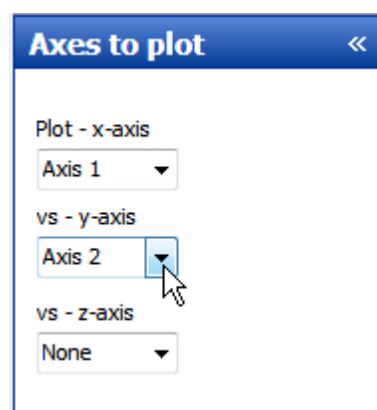 Axes to plot «
Plot - x-axis
Axis 1
vs - y-axis
Axis 2
vs - z-axis
None